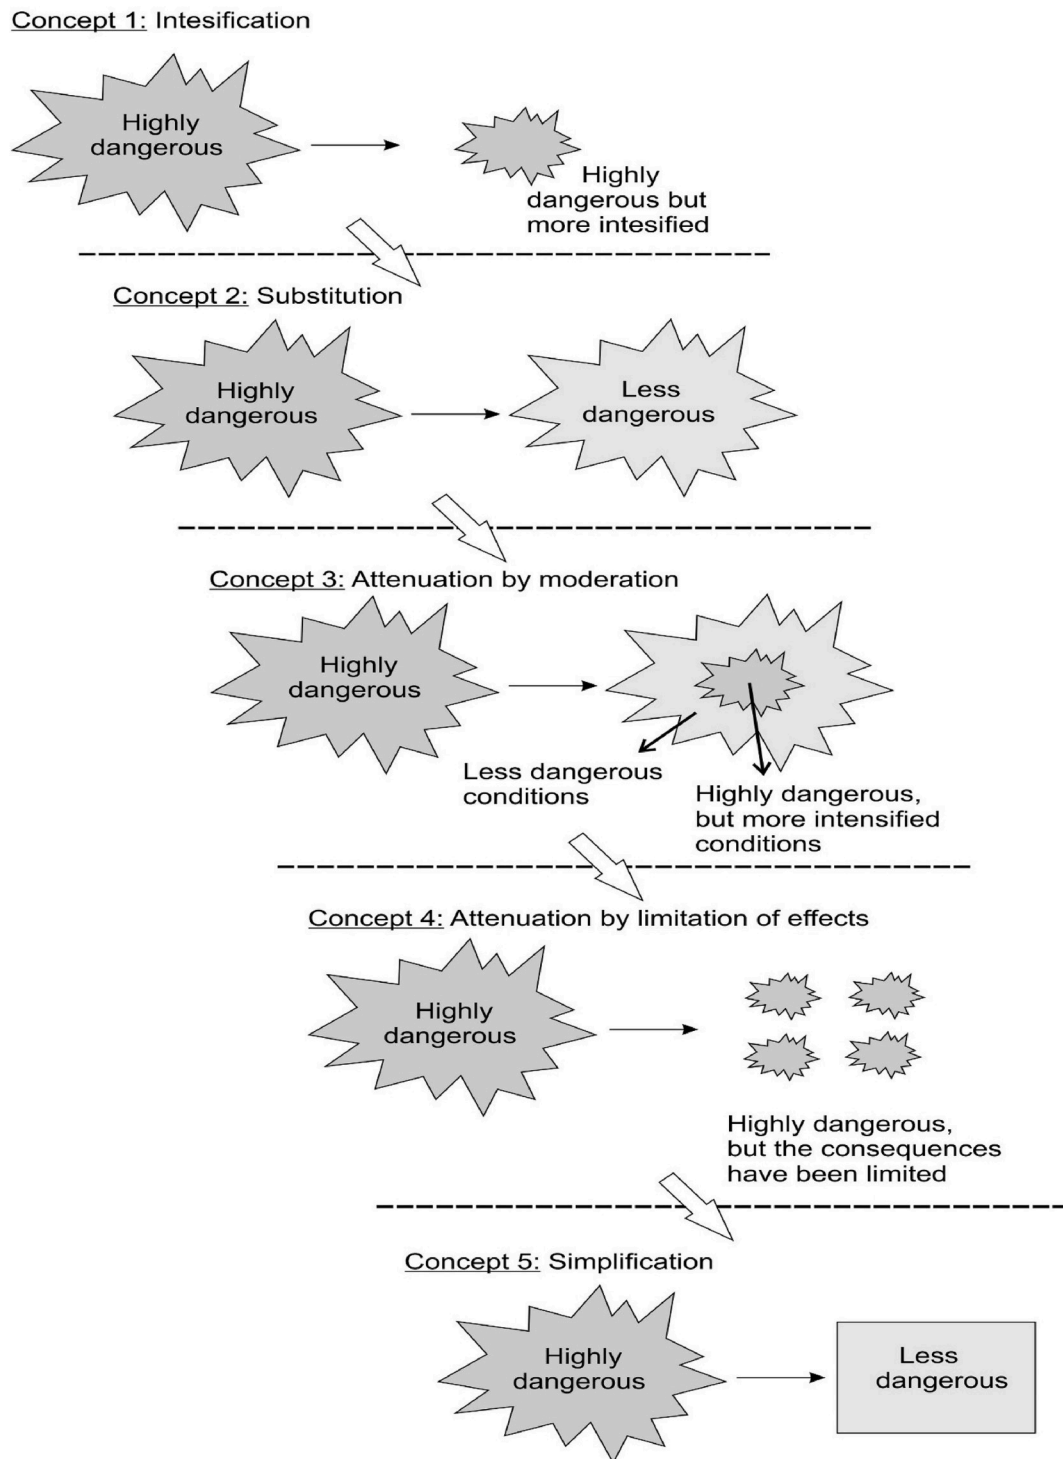 Concept 1: Intesification
Highly
dangerous
Highly
dangerous but
more intesified
Concept 2: Substitution
Highly
dangerous
Less
dangerous
Concept 3: Attenuation by moderation
Highly
dangerous
Less dangerous
conditions
Highly dangerous,
but more intensified
conditions
Concept 4: Attenuation by limitation of effects
Highly
dangerous
Highly dangerous,
but the consequences
have been limited
Concept 5: Simplification
Highly
dangerous
Less
dangerous